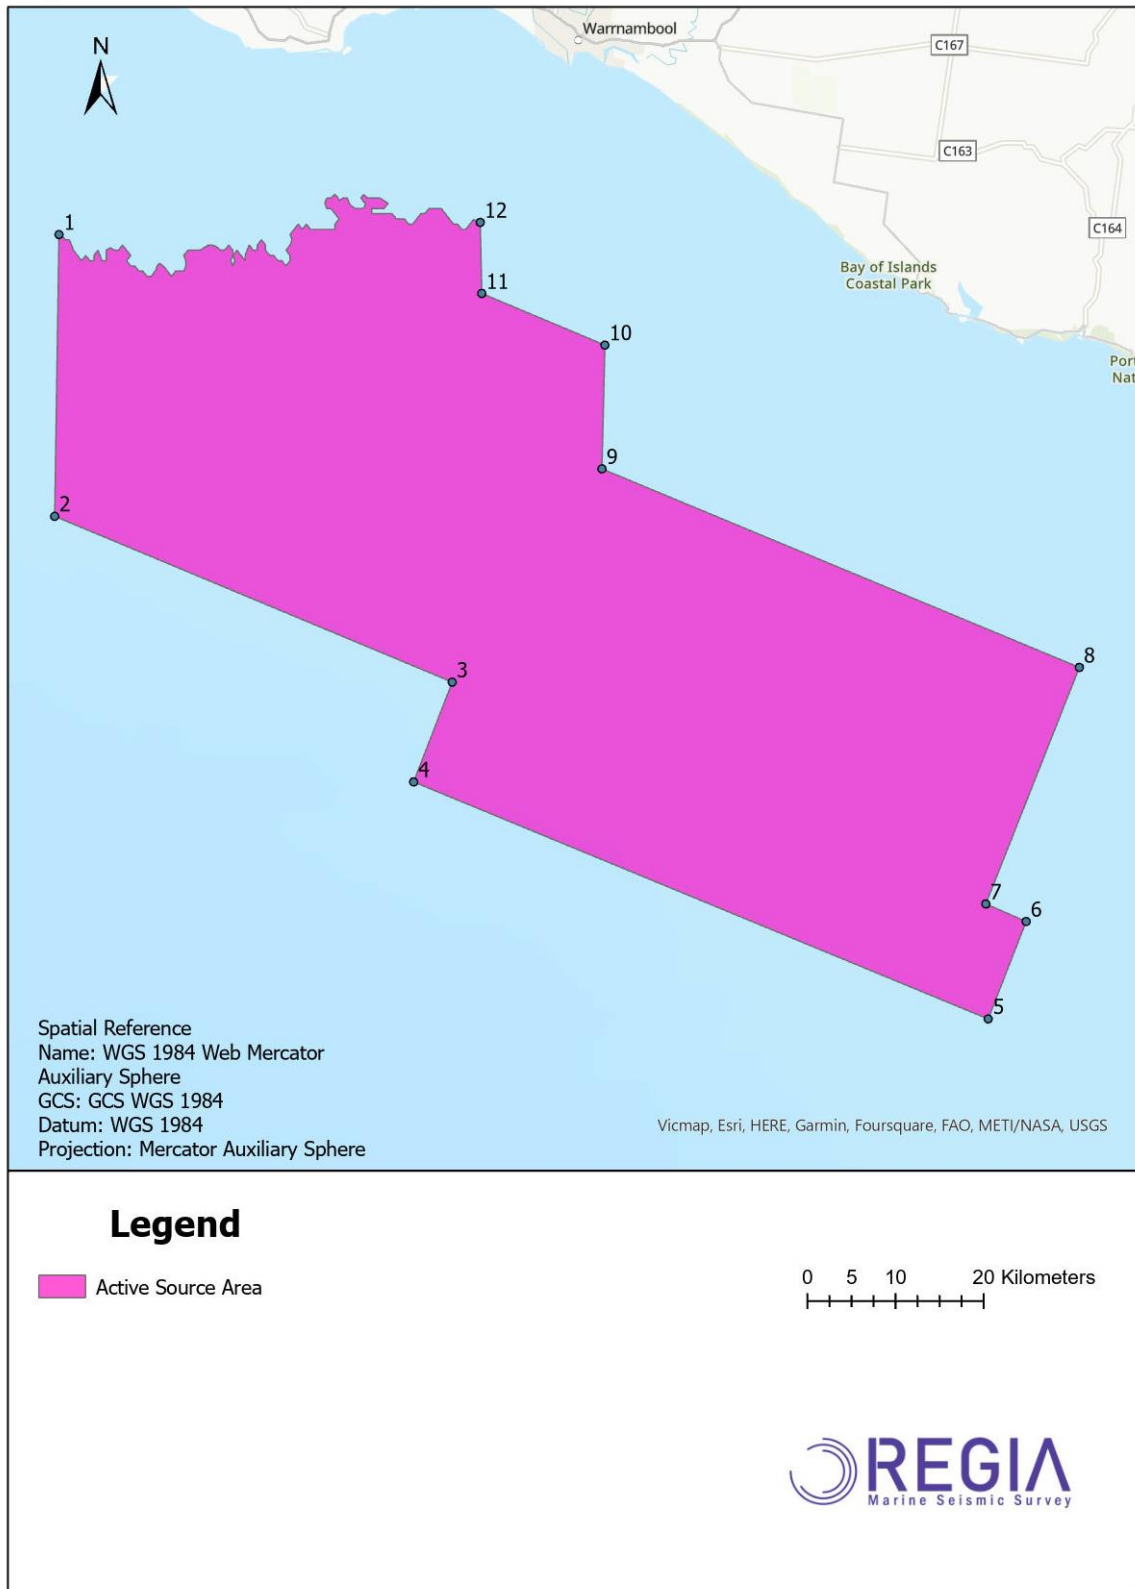 Warrnambool
N
C167
C163
C164
1
12
Bay of Islands
Coastal Park
11
10
Port
Nat
9
2
8
3
4
7
6
5
Spatial Reference
Name: WGS 1984 Web Mercator
Auxiliary Sphere
GCS: GCS WGS 1984
Datum: WGS 1984
Projection: Mercator Auxiliary Sphere
Vicmap, Esri, HERE, Garmin, Foursquare, FAO, METI/NASA, USGS
Legend
Active Source Area
0 5 10 20 Kilometers
REGIA
Marine Seismic Survey